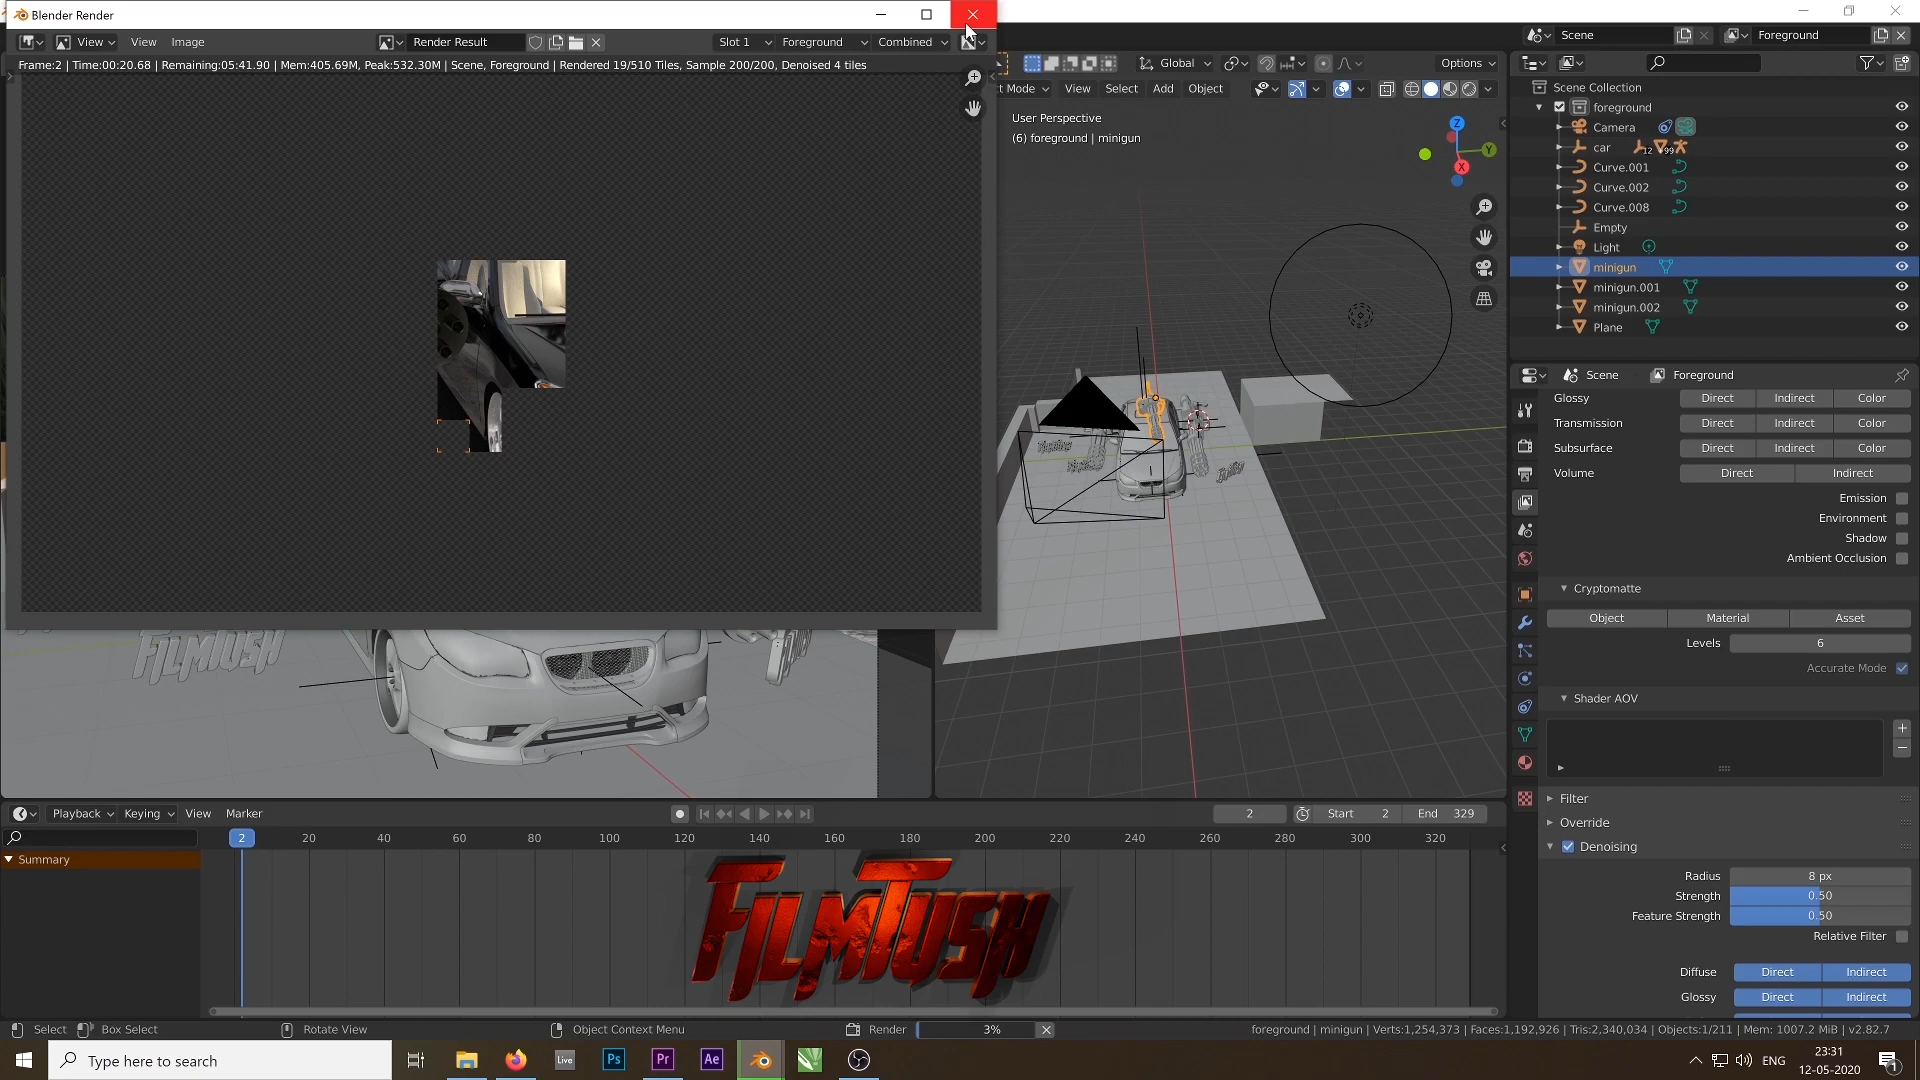 Blender Render
View View Image Render Result Slot 1 Foreground Combined
Frame:2 | Time:00:20.68 | Remaining:05:41.90 | Mem:405.69M, Peak:532.30M | Scene, Foreground | Rendered 19/510 Tiles, Sample 200/200, Denoised 4 tiles
Scene Foreground
Global Options
ct Mode View Select Add Object
User Perspective
(6) foreground | minigun
Z
Y
X
Scene Collection
foreground
Camera
car 12 +99
Curve.001
Curve.002
Curve.008
Empty
Light
minigun
minigun.001
minigun.002
Plane
Scene Foreground
Glossy Direct Indirect Color
Transmission Direct Indirect Color
Subsurface Direct Indirect Color
Volume Direct Indirect
Emission
Environment
Shadow
Ambient Occlusion
Cryptomatte
Object Material Asset
Levels 6
Accurate Mode
Shader AOV
Filter
Override
Denoising
Radius 8 px
Strength 0.50
Feature Strength 0.50
Relative Filter
Diffuse Direct Indirect
Glossy Direct Indirect
FILMTUSH
Playback Keying View Marker 2 Start 2 End 329
2 20 40 60 80 100 120 140 160 180 200 220 240 260 280 300 320
Summary
FILMTUSH
Select Box Select Rotate View Object Context Menu Render 3% foreground | minigun | Verts:1,254,373 | Faces:1,192,926 | Tris:2,340,034 | Objects:1/211 | Mem: 1007.2 MiB | v2.82.7
Type here to search Live Ps Pr Ae ENG 23:31
12-05-2020 1